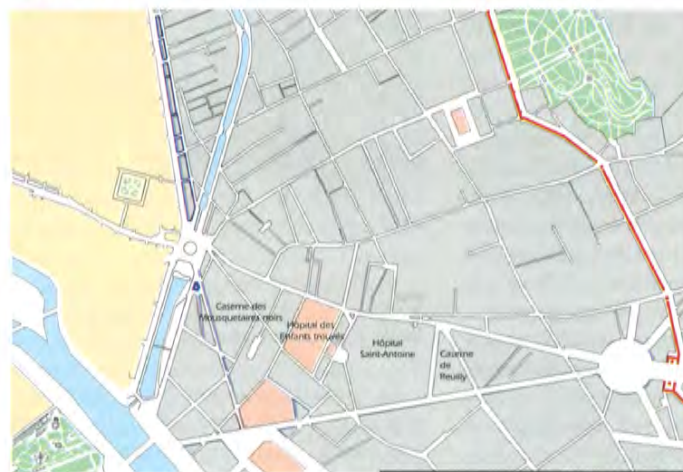 Caserne des
Mousquetaires noirs
Hôpital des
Enfants trouvés
Hôpital
Saint-Antoine
Caserne
de
Reuilly